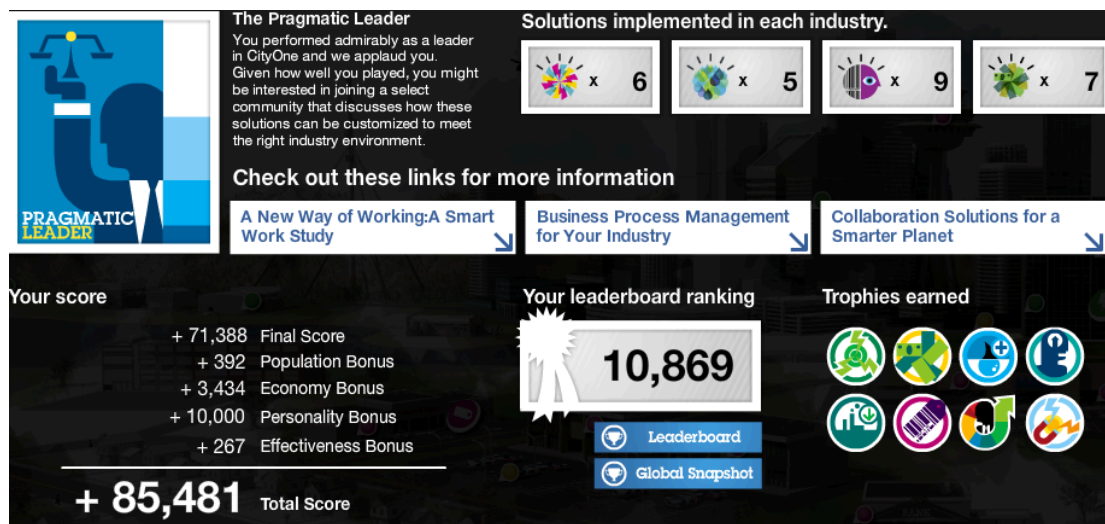 The Pragmatic Leader
You performed admirably as a leader
in CityOne and we applaud you.
Given how well you played, you might
be interested in joining a select
community that discusses how these
solutions can be customized to meet
the right industry environment.
PRAGMATIC
LEADER
Solutions implemented in each industry.
x 6
x 5
x 9
x 7
Check out these links for more information
A New Way of Working:A Smart
Work Study
Business Process Management
for Your Industry
Collaboration Solutions for a
Smarter Planet
Your score
+ 71,388 Final Score
+ 392 Population Bonus
+ 3,434 Economy Bonus
+ 10,000 Personality Bonus
+ 267 Effectiveness Bonus
+ 85,481 Total Score
Your leaderboard ranking
10,869
Leaderboard
Global Snapshot
Trophies earned